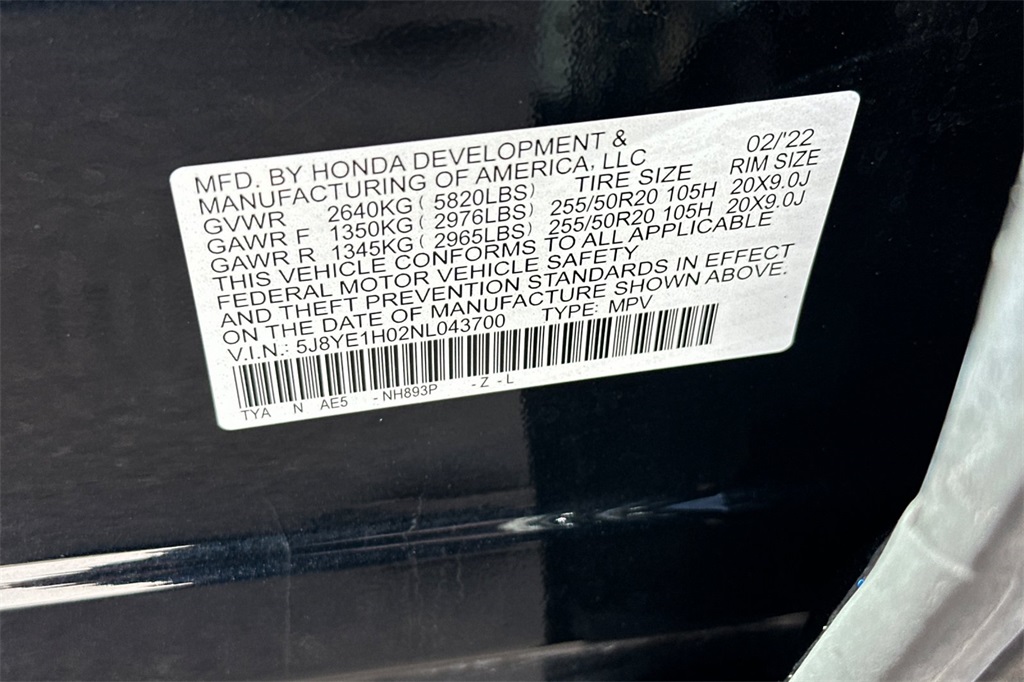 MFD. BY HONDA DEVELOPMENT & 02/'22
MANUFACTURING OF AMERICA, LLC
GVWR 2640KG ( 5820LBS) TIRE SIZE RIM SIZE
GAWR F 1350KG ( 2976LBS) 255/50R20 105H 20X9.0J
GAWR R 1345KG ( 2965LBS) 255/50R20 105H 20X9.0J
THIS VEHICLE CONFORMS TO ALL APPLICABLE
FEDERAL MOTOR VEHICLE SAFETY
AND THEFT PREVENTION STANDARDS IN EFFECT
ON THE DATE OF MANUFACTURE SHOWN ABOVE.
V.I.N.: 5J8YE1H02NL043700 TYPE: MPV
TYA N AE5 - NH893P - Z - L